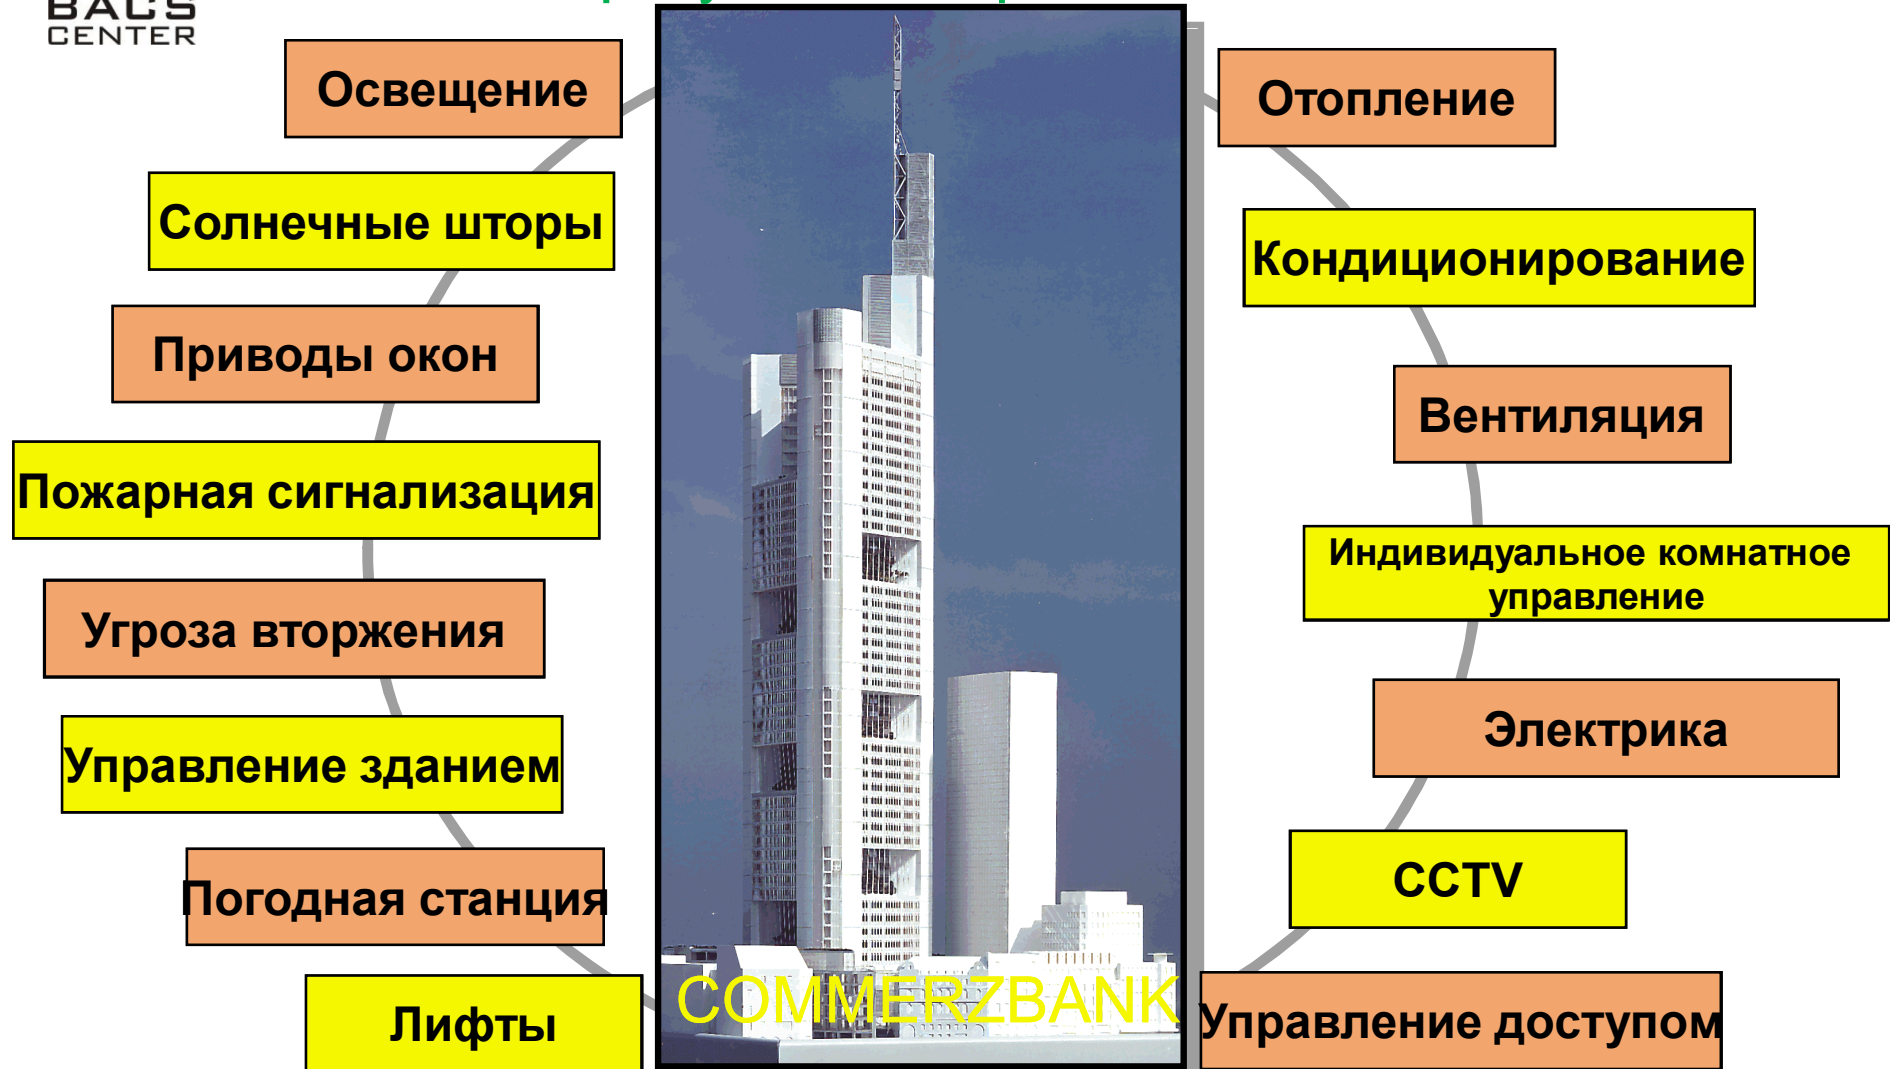 BACS
CENTER
Освещение
Солнечные шторы
Приводы окон
Пожарная сигнализация
Угроза вторжения
Управление зданием
Погодная станция
Лифты
COMMERZBANK
Отопление
Кондиционирование
Вентиляция
Индивидуальное комнатное
управление
Электрика
CCTV
Управление доступом